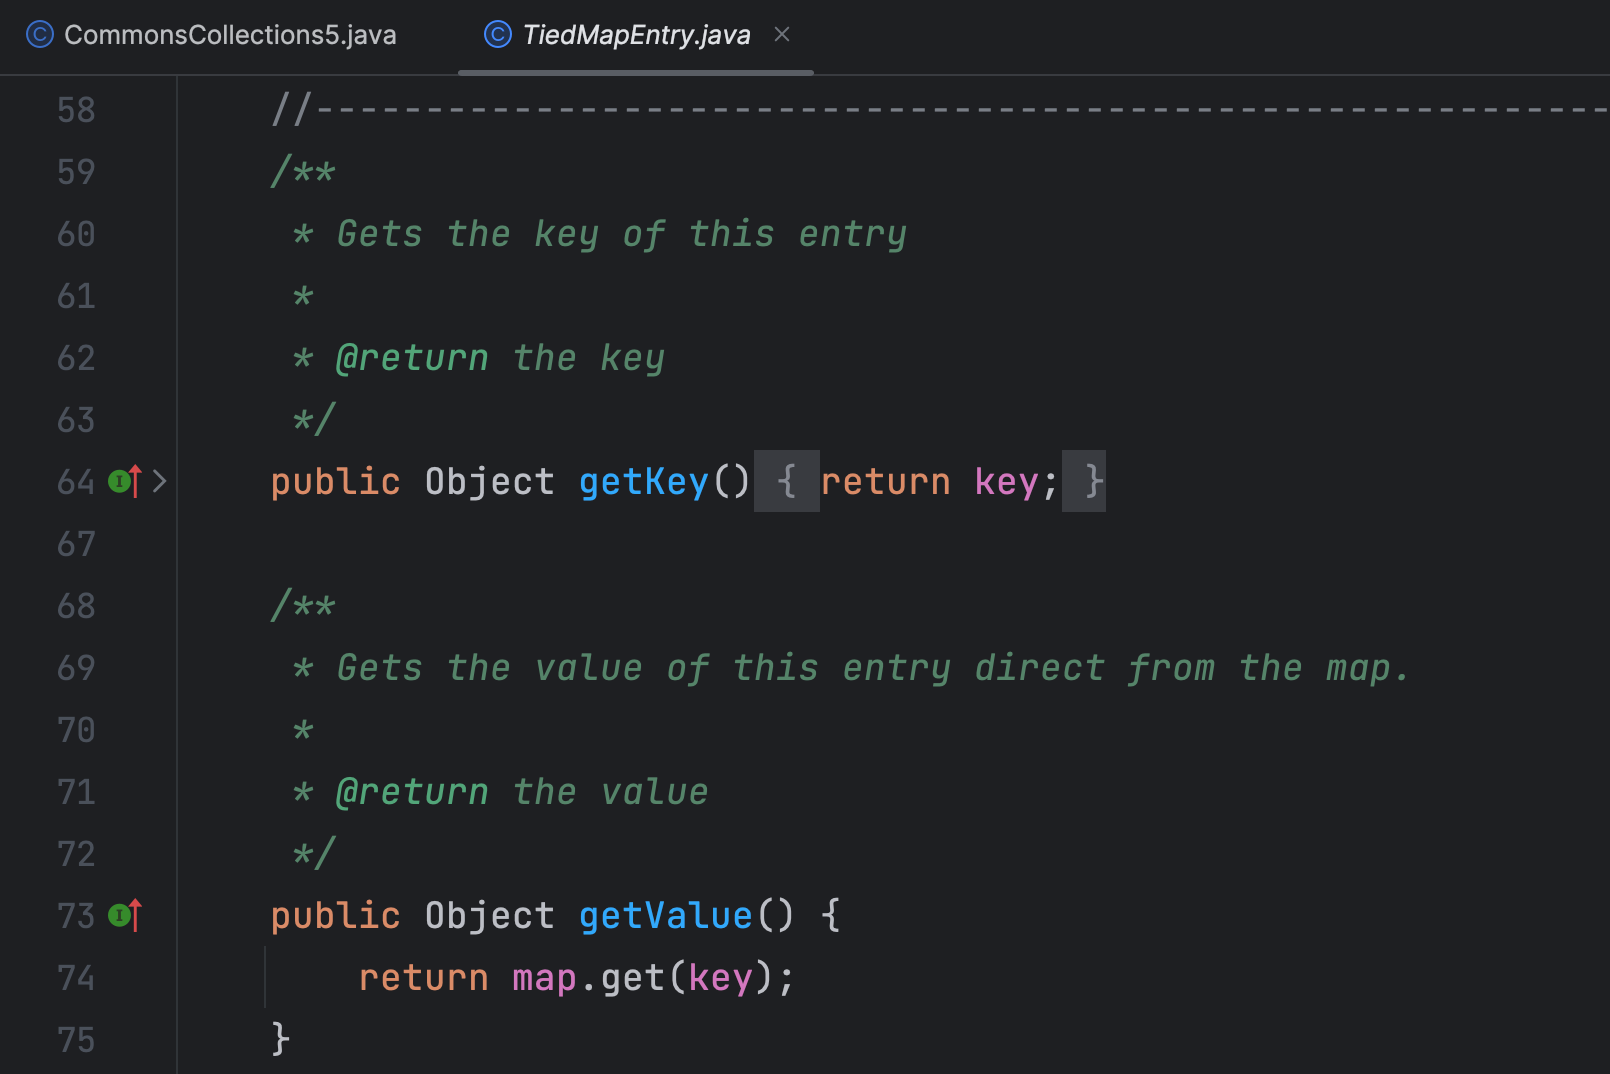 CommonsCollections5.java TiedMapEntry.java
58 //------------------------------------------------------------
59 /**
60 * Gets the key of this entry
61 *
62 * @return the key
63 */
64 public Object getKey() { return key; }
67
68 /**
69 * Gets the value of this entry direct from the map.
70 *
71 * @return the value
72 */
73 public Object getValue() {
74 return map.get(key);
75 }